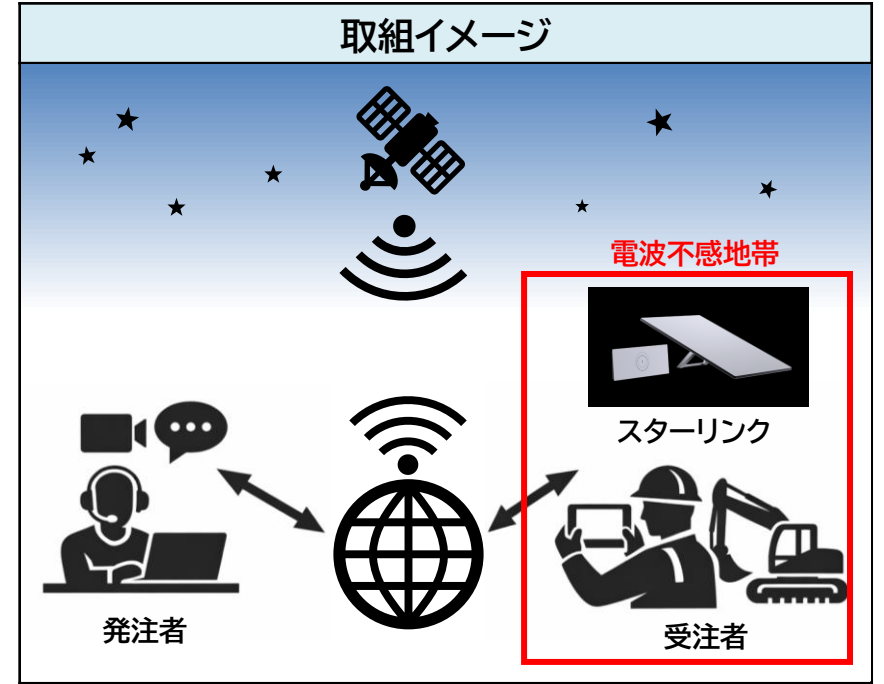 取組イメージ
電波不感地帯
スターリンク
発注者
受注者